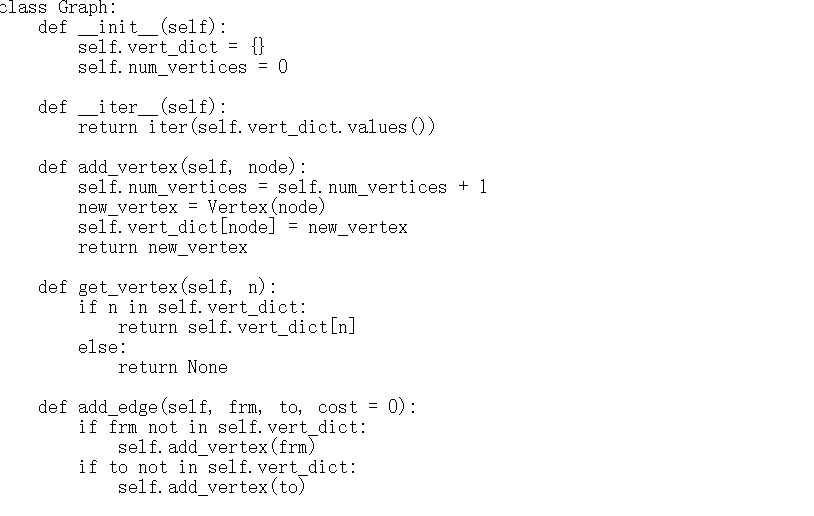 class Graph:
    def __init__(self):
        self.vert_dict = {}
        self.num_vertices = 0

    def __iter__(self):
        return iter(self.vert_dict.values())

    def add_vertex(self, node):
        self.num_vertices = self.num_vertices + 1
        new_vertex = Vertex(node)
        self.vert_dict[node] = new_vertex
        return new_vertex

    def get_vertex(self, n):
        if n in self.vert_dict:
            return self.vert_dict[n]
        else:
            return None

    def add_edge(self, frm, to, cost = 0):
        if frm not in self.vert_dict:
            self.add_vertex(frm)
        if to not in self.vert_dict:
            self.add_vertex(to)